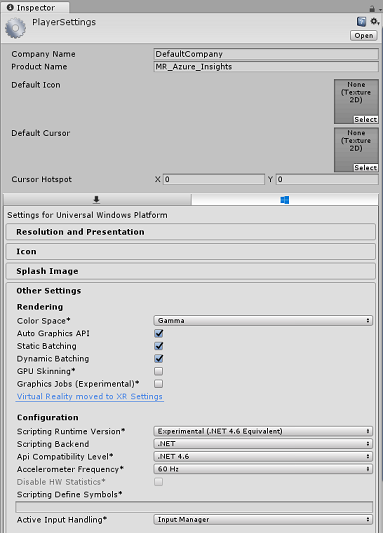 Inspector
PlayerSettings
Open
Company Name DefaultCompany
Product Name MR_Azure_Insights
Default Icon None (Texture 2D) Select
Default Cursor None (Texture 2D) Select
Cursor Hotspot X 0 Y 0
Settings for Universal Windows Platform
Resolution and Presentation
Icon
Splash Image
Other Settings
Rendering
Color Space* Gamma
Auto Graphics API
Static Batching
Dynamic Batching
GPU Skinning*
Graphics Jobs (Experimental)*
Virtual Reality moved to XR Settings
Configuration
Scripting Runtime Version* Experimental (.NET 4.6 Equivalent)
Scripting Backend .NET
Api Compatibility Level* .NET 4.6
Accelerometer Frequency* 60 Hz
Disable HW Statistics*
Scripting Define Symbols*
Active Input Handling* Input Manager